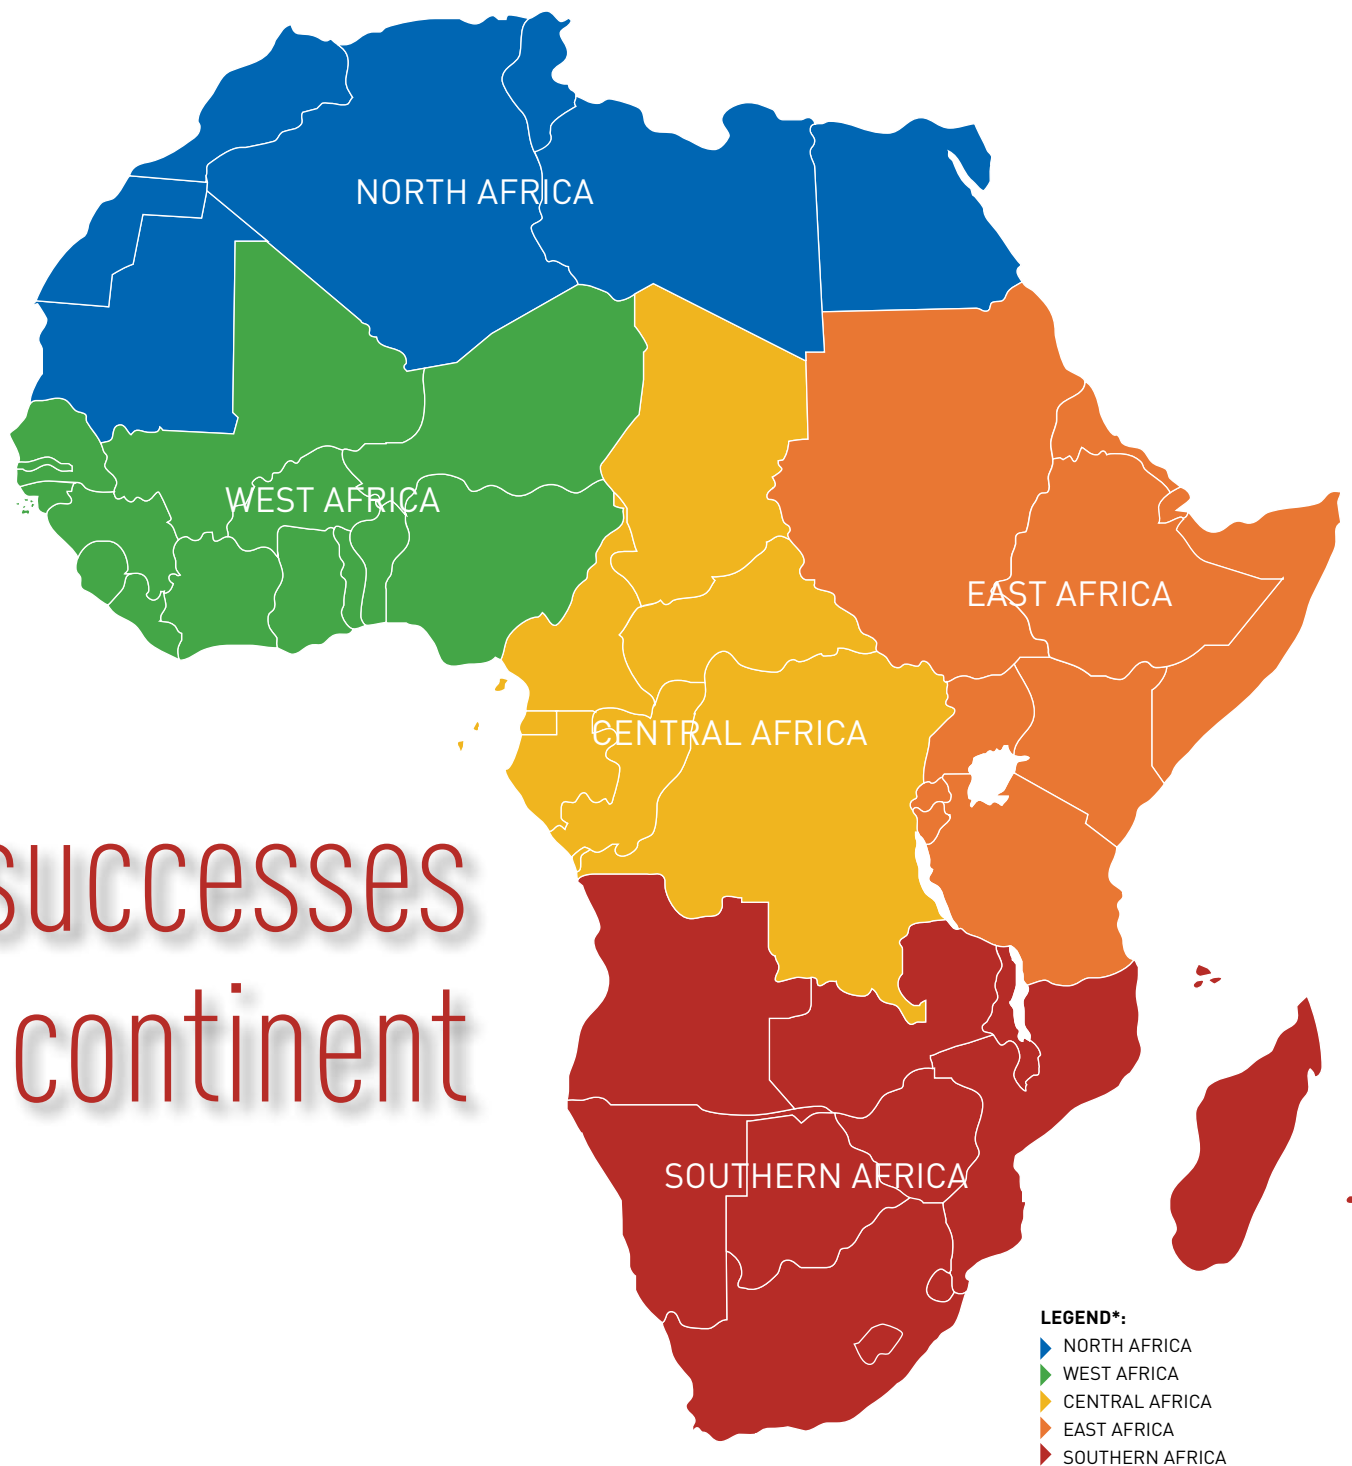 NORTH AFRICA
WEST AFRICA
EAST AFRICA
CENTRAL AFRICA
successes
continent
SOUTHERN AFRICA
LEGEND*:
NORTH AFRICA
WEST AFRICA
CENTRAL AFRICA
EAST AFRICA
SOUTHERN AFRICA